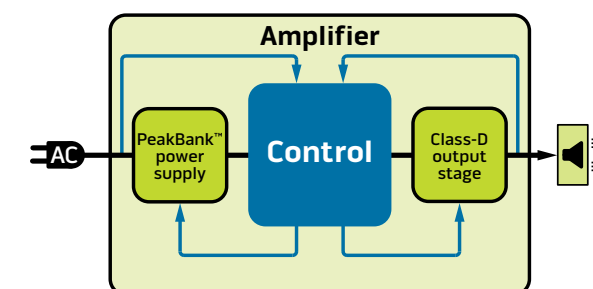 Amplifier
AC
PeakBank™
power
supply
Control
Class-D
output
stage